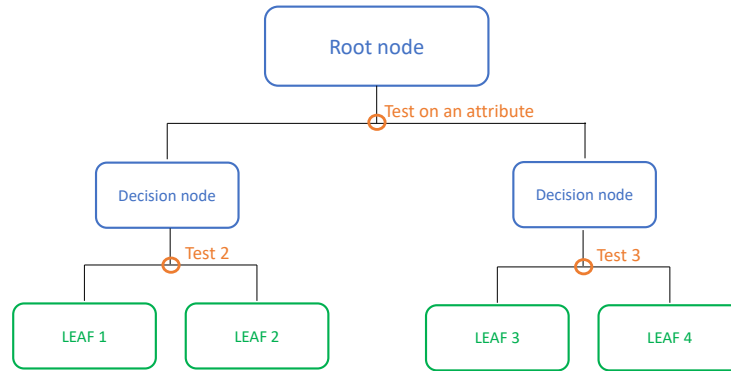 Root node
Test on an attribute
Decision node
Decision node
Test 2
Test 3
LEAF 1
LEAF 2
LEAF 3
LEAF 4